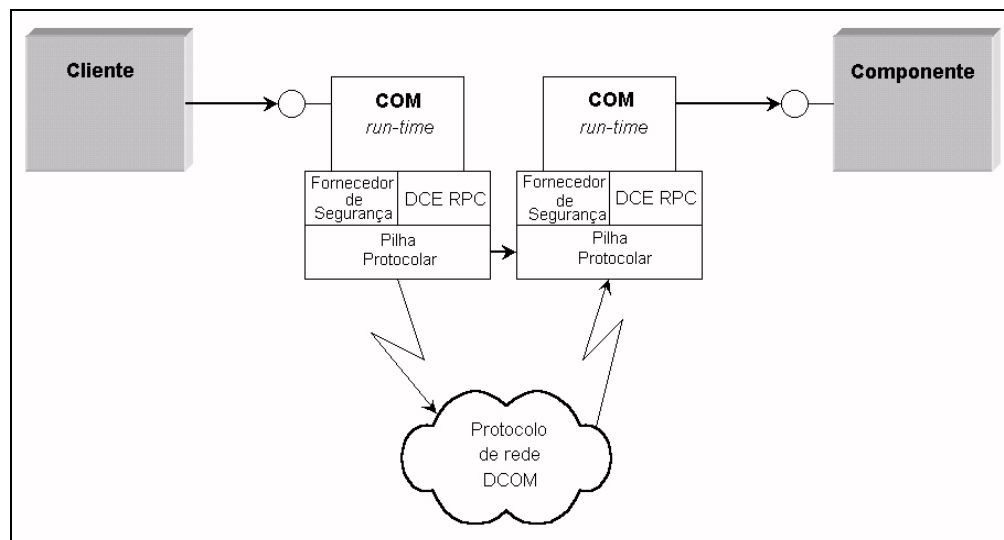 Cliente
COM
run-time
Fornecedor
de
Segurança
DCE RPC
Pilha
Protocolar
COM
run-time
Fornecedor
de
Segurança
DCE RPC
Pilha
Protocolar
Componente
Protocolo
de rede
DCOM